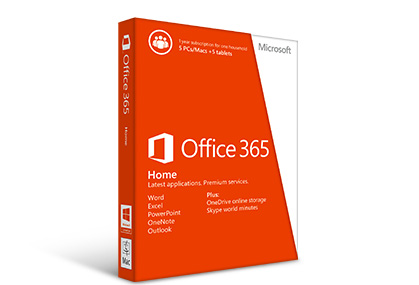 1-year subscription for one household
5 PCs/Macs + 5 tablets
Microsoft
Office 365
Home
Latest applications. Premium services.
Word
Excel
PowerPoint
OneNote
Outlook
Plus:
OneDrive online storage
Skype world minutes
Office 365
Home
Mac